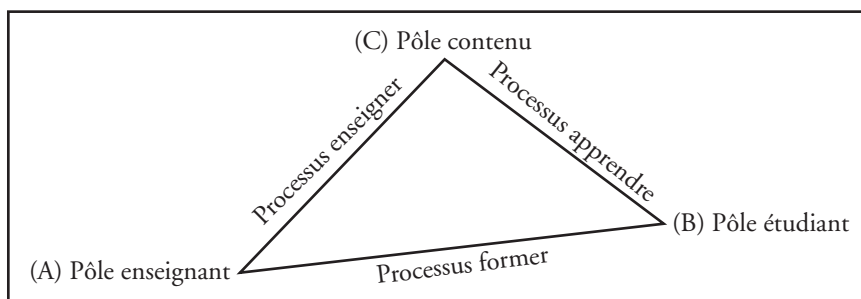 (C) Pôle contenu
Processus enseigner
Processus apprendre
(B) Pôle étudiant
(A) Pôle enseignant
Processus former